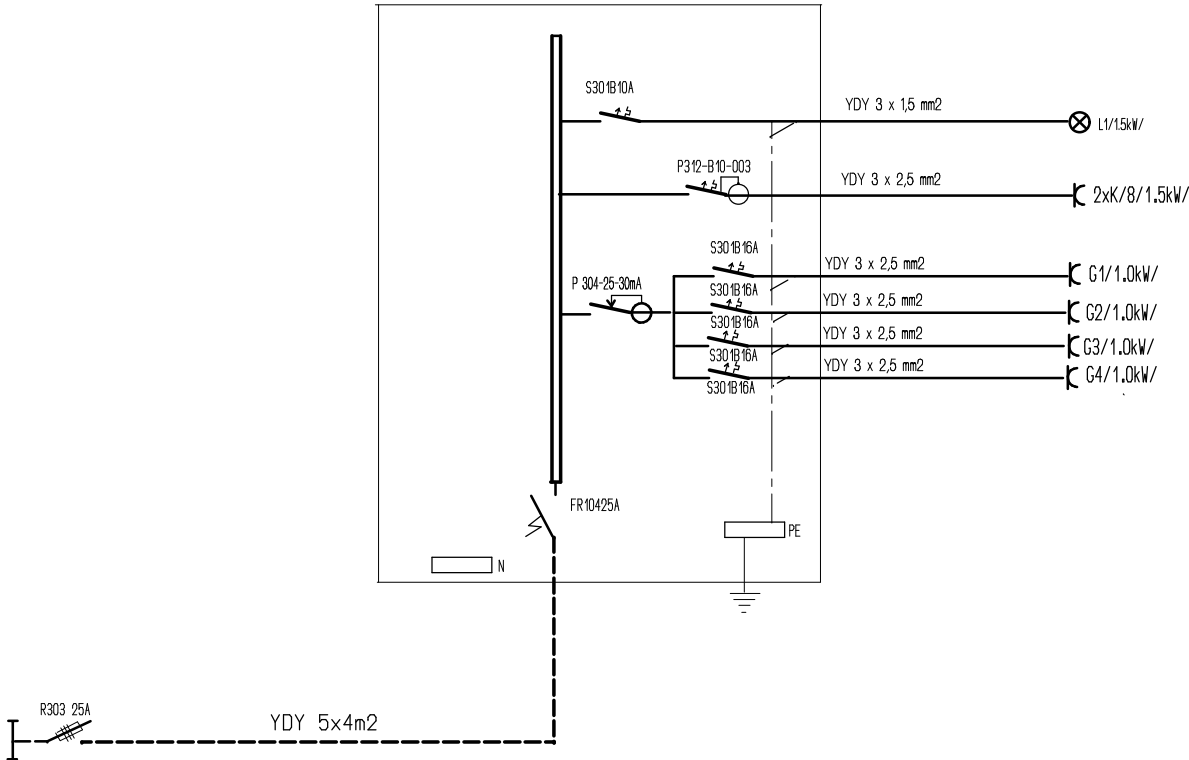 S301B10A
YDY 3 x 1,5 mm2
L1/1.5kW/
P312-B10-003
YDY 3 x 2,5 mm2
2xK/8/1.5kW/
S301B16A
YDY 3 x 2,5 mm2
G1/1.0kW/
P 304-25-30mA
S301B16A
YDY 3 x 2,5 mm2
G2/1.0kW/
S301B16A
YDY 3 x 2,5 mm2
G3/1.0kW/
S301B16A
YDY 3 x 2,5 mm2
G4/1.0kW/
S301B16A
FR10425A
PE
N
R303 25A
YDY 5x4m2